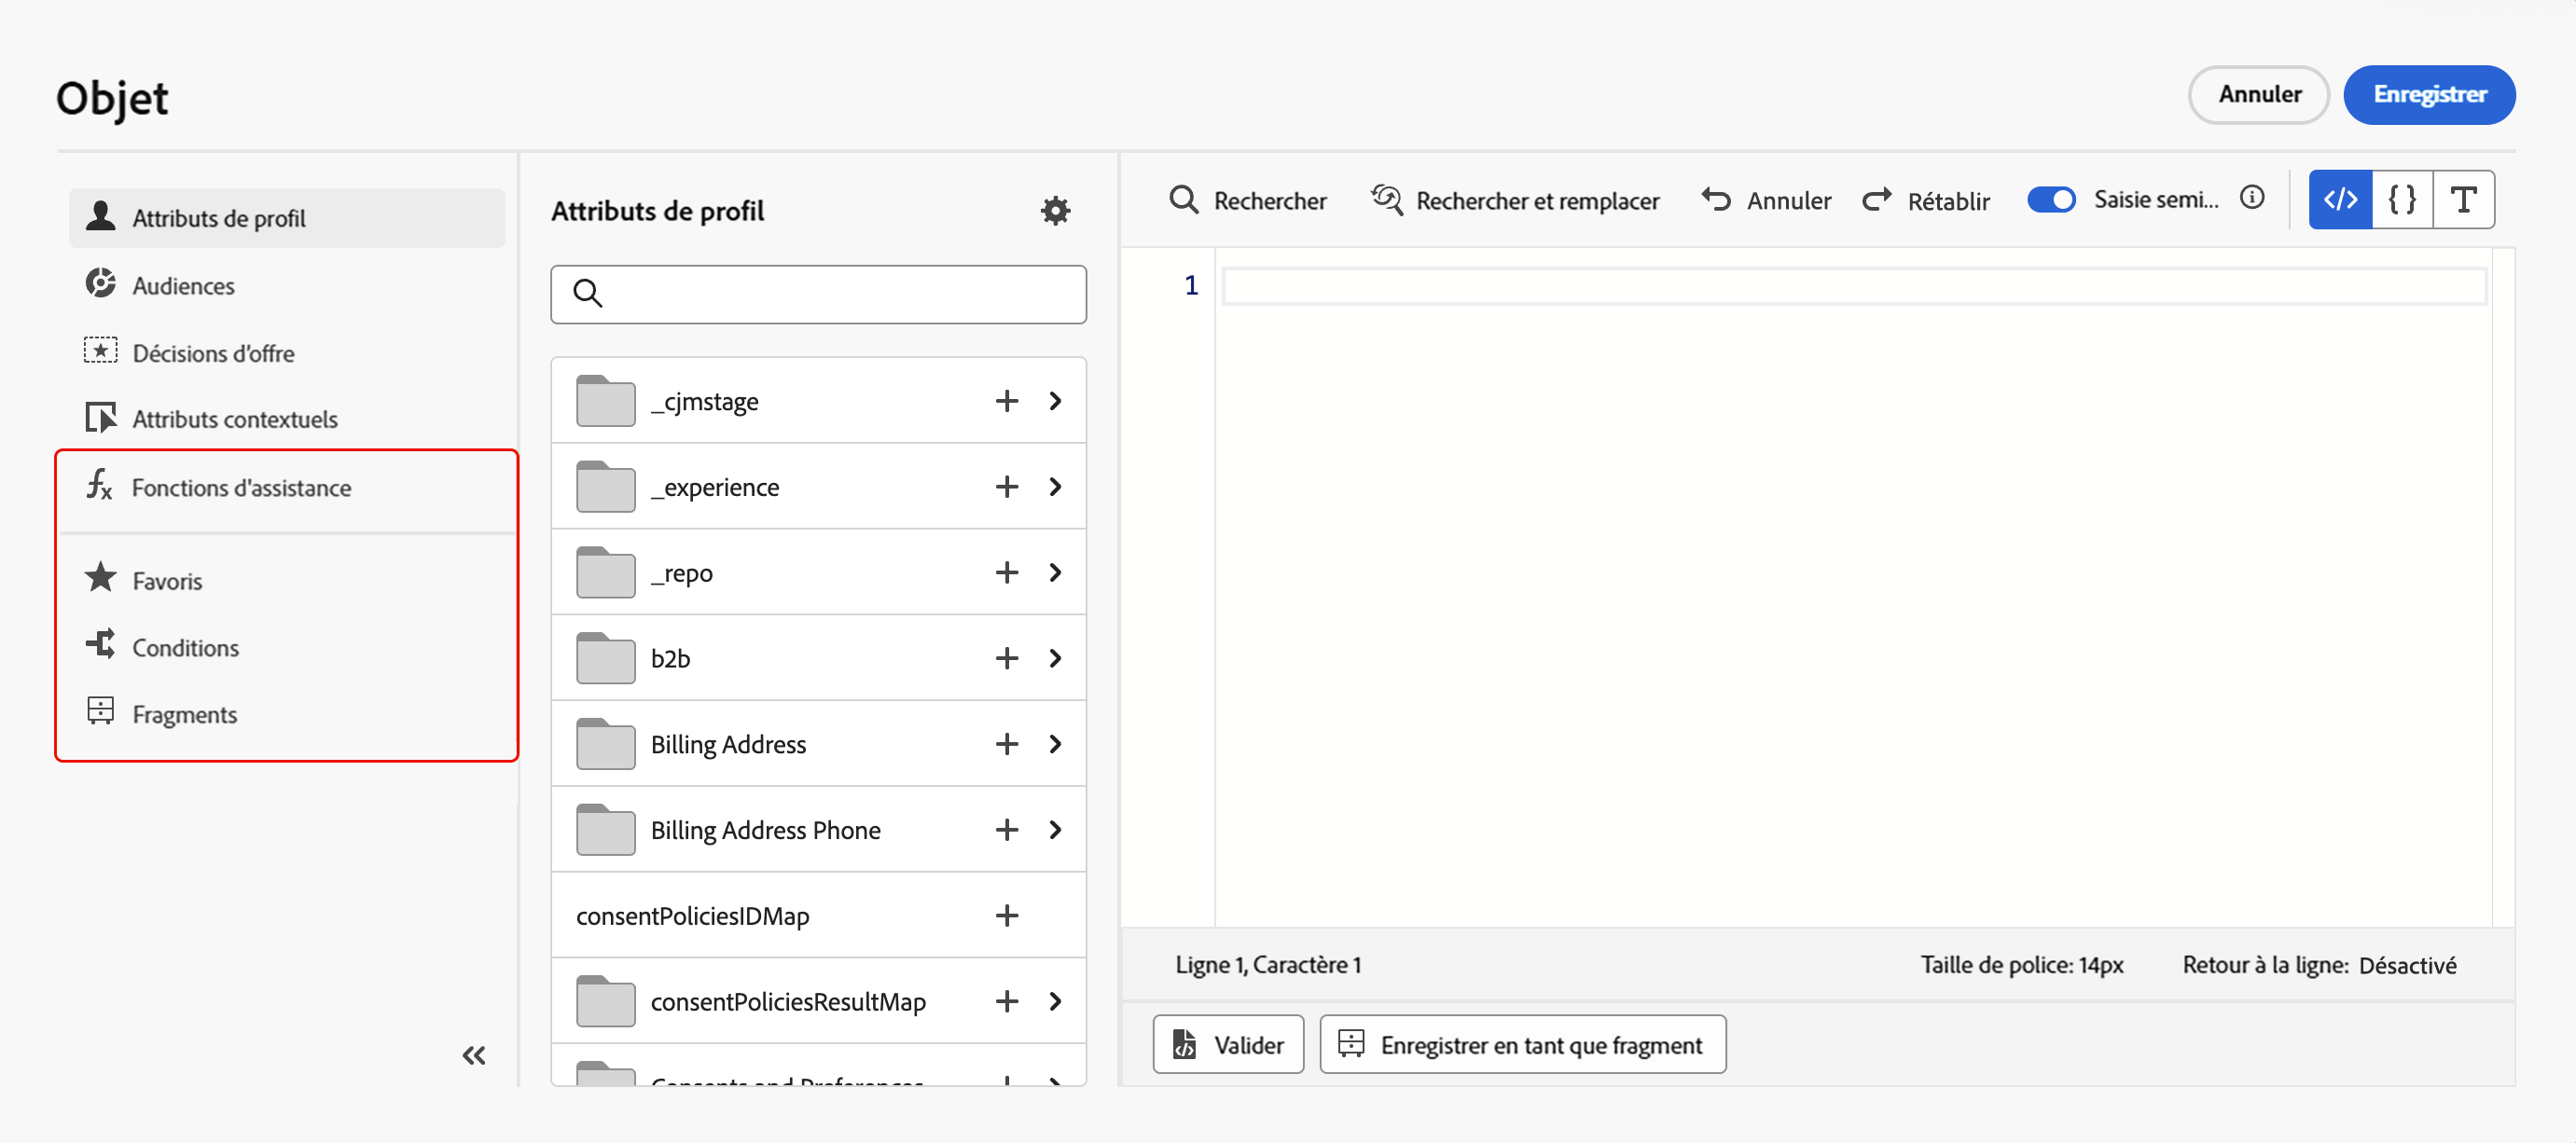 Objet
Annuler
Enregistrer
Attributs de profil
Audiences
Décisions d'offre
Attributs contextuels
Fonctions d'assistance
Favoris
Conditions
Fragments
Attributs de profil
_cjmstage
_experience
_repo
b2b
Billing Address
Billing Address Phone
consentPoliciesIDMap
consentPoliciesResultMap
Consents and Preferences
Rechercher
Rechercher et remplacer
Annuler
Rétablir
Saisie semi...
1
Ligne 1, Caractère 1
Taille de police: 14px
Retour à la ligne: Désactivé
Valider
Enregistrer en tant que fragment